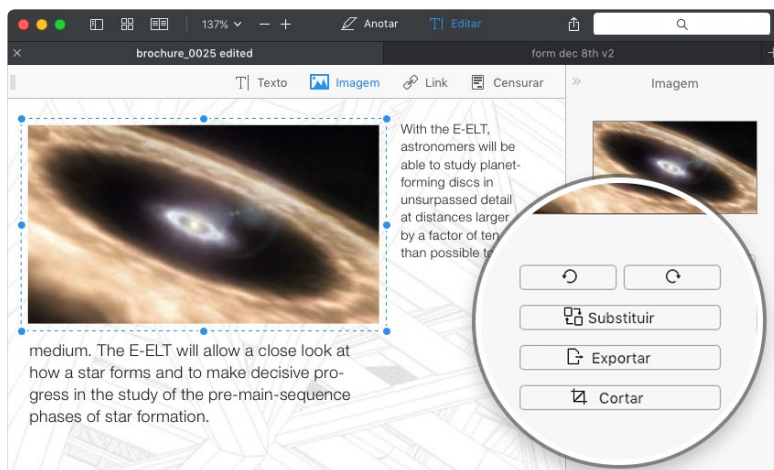 137%
Anotar
T| Editar
brochure_0025 edited
form dec 8th v2
T| Texto
Imagem
Link
Censurar
Imagem
With the E-ELT,
astronomers will be
able to study planet-
forming discs in
unsurpassed detail
at distances larger
by a factor of ten
than possible
medium. The E-ELT will allow a close look at
how a star forms and to make decisive pro-
gress in the study of the pre-main-sequence
phases of star formation.
Substituir
Exportar
Cortar